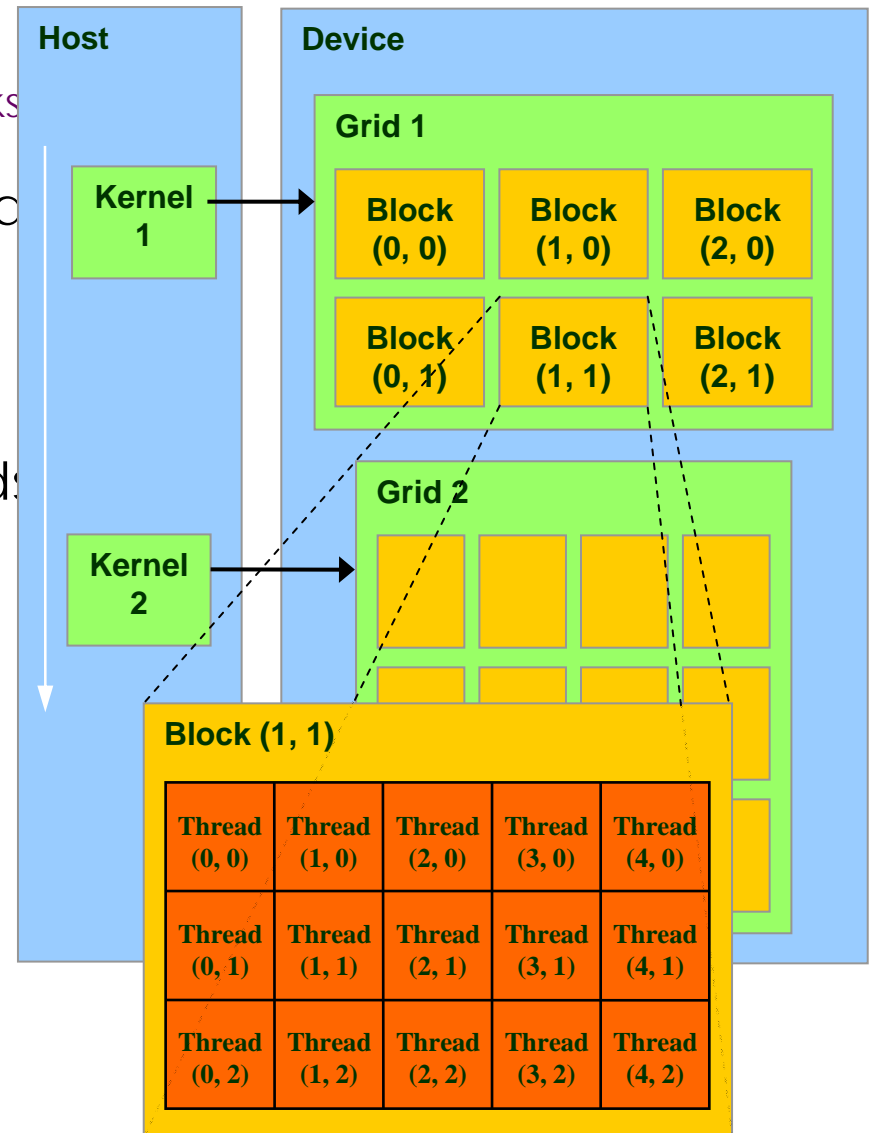 Host
Device
ks
Grid 1
Kernel
1
Block
(0, 0)
Block
(1, 0)
Block
(2, 0)
Block
(0, 1)
Block
(1, 1)
Block
(2, 1)
ds
Grid 2
Kernel
2
Block (1, 1)
Thread
(0, 0)
Thread
(1, 0)
Thread
(2, 0)
Thread
(3, 0)
Thread
(4, 0)
Thread
(0, 1)
Thread
(1, 1)
Thread
(2, 1)
Thread
(3, 1)
Thread
(4, 1)
Thread
(0, 2)
Thread
(1, 2)
Thread
(2, 2)
Thread
(3, 2)
Thread
(4, 2)